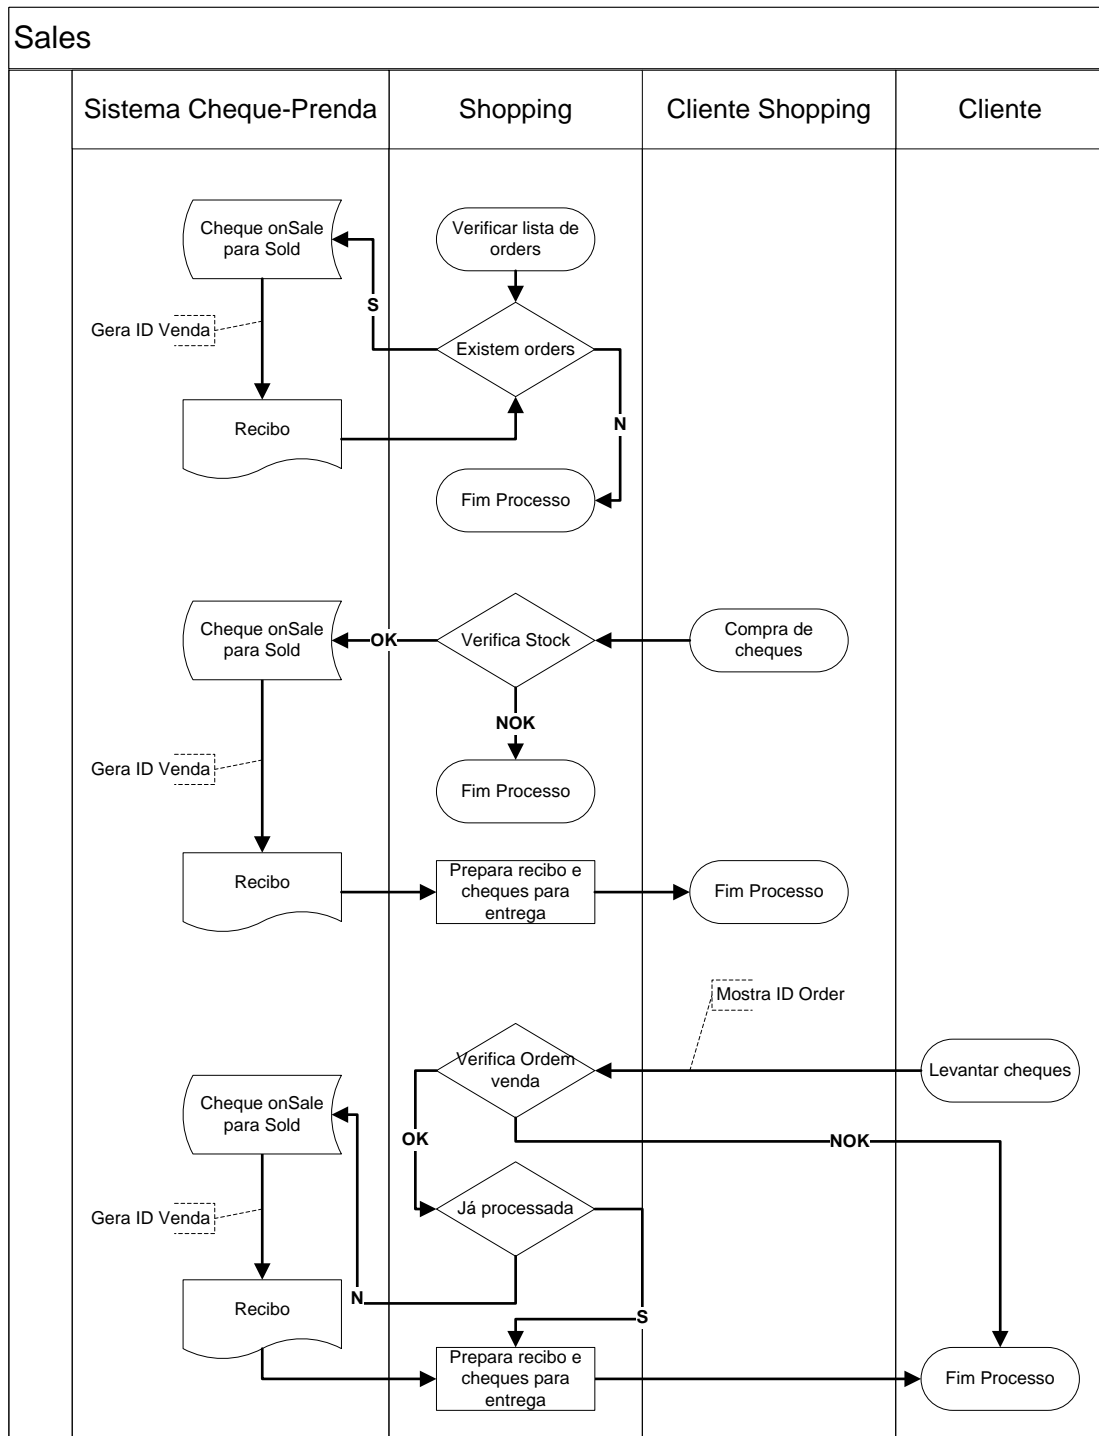 Sales
Sistema Cheque-Prenda
Shopping
Cliente Shopping
Cliente
Cheque onSale
para Sold
Verificar lista de
orders
S
Gera ID Venda
Existem orders
N
Recibo
Fim Processo
Cheque onSale
para Sold
OK
Verifica Stock
Compra de
cheques
NOK
Gera ID Venda
Fim Processo
Recibo
Prepara recibo e
cheques para
entrega
Fim Processo
Mostra ID Order
Verifica Ordem
venda
Levantar cheques
Cheque onSale
para Sold
OK
NOK
Gera ID Venda
Já processada
N
S
Recibo
Prepara recibo e
cheques para
entrega
Fim Processo